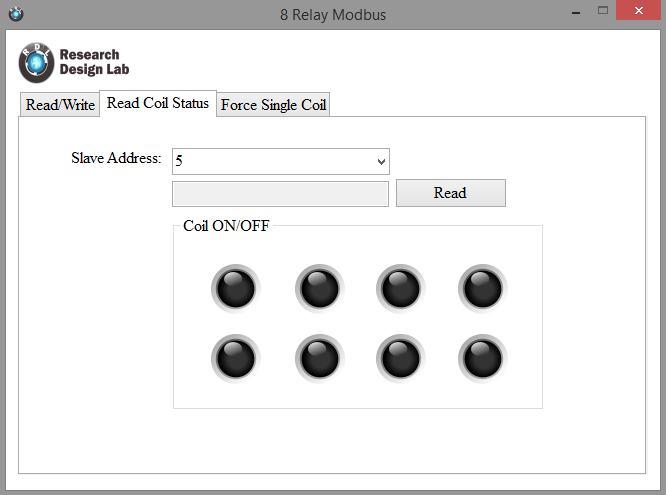 8 Relay Modbus
RDL
Research
Design Lab
Read/Write
Read Coil Status
Force Single Coil
Slave Address:
5
Read
Coil ON/OFF